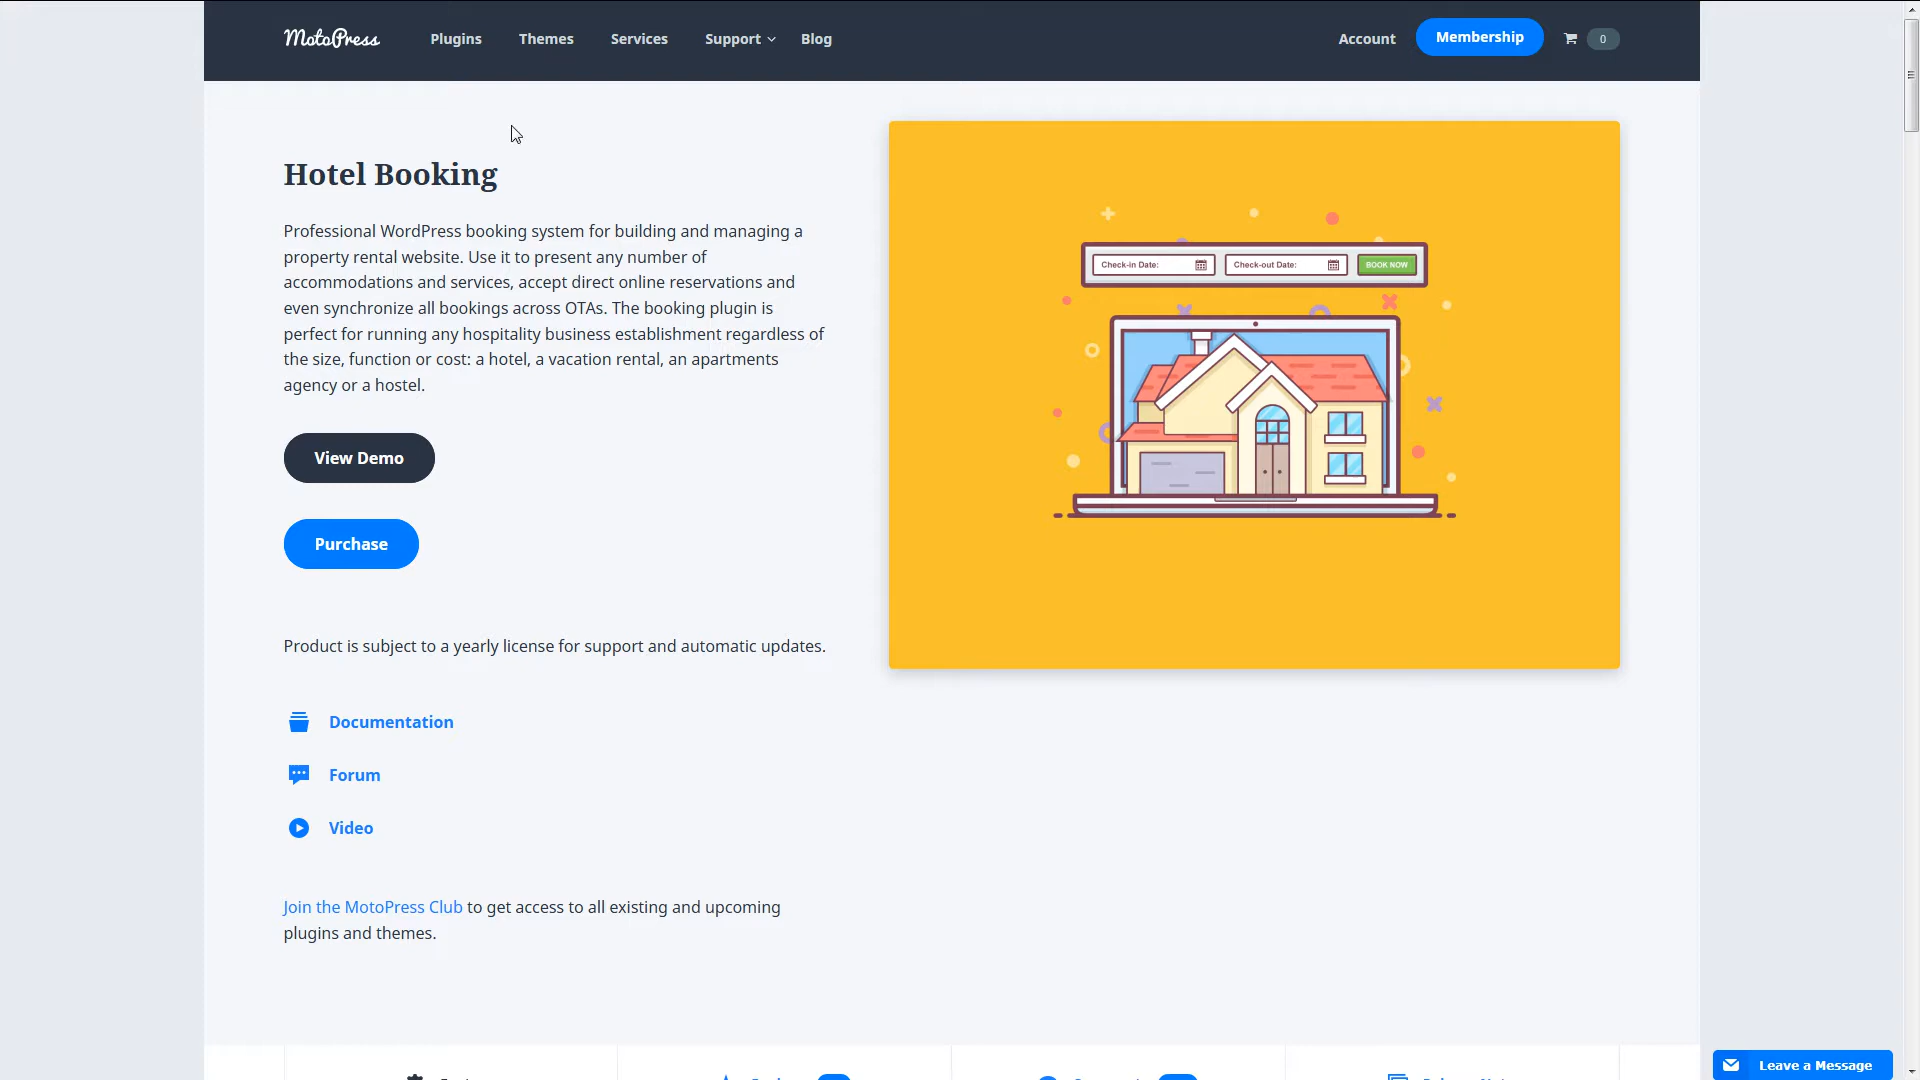 MotoPress
Plugins
Themes
Services
Support
Blog
Account
Membership
0
Hotel Booking
Professional WordPress booking system for building and managing a
property rental website. Use it to present any number of
accommodations and services, accept direct online reservations and
even synchronize all bookings across OTAs. The booking plugin is
perfect for running any hospitality business establishment regardless of
the size, function or cost: a hotel, a vacation rental, an apartments
agency or a hostel.
View Demo
Purchase
Check-in Date:
Check-out Date:
BOOK NOW
Product is subject to a yearly license for support and automatic updates.
Documentation
Forum
Video
Join the MotoPress Club to get access to all existing and upcoming
plugins and themes.
Leave a Message